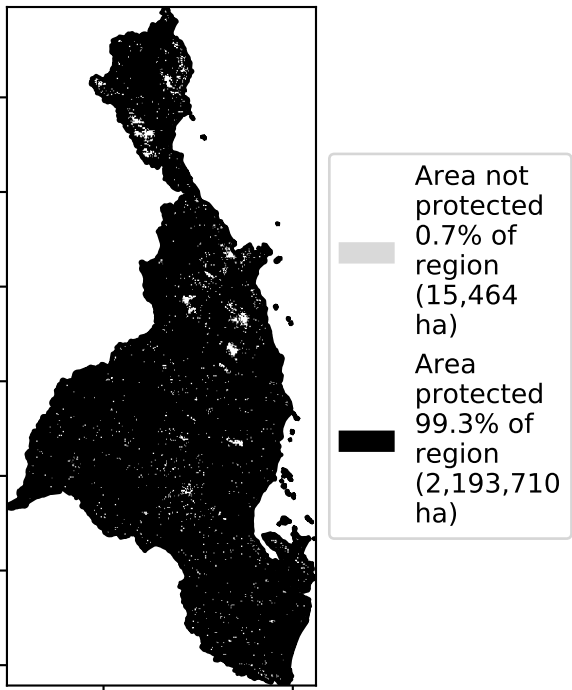 Area not
protected
0.7% of
region
(15,464
ha)
Area
protected
99.3% of
region
(2,193,710
ha)